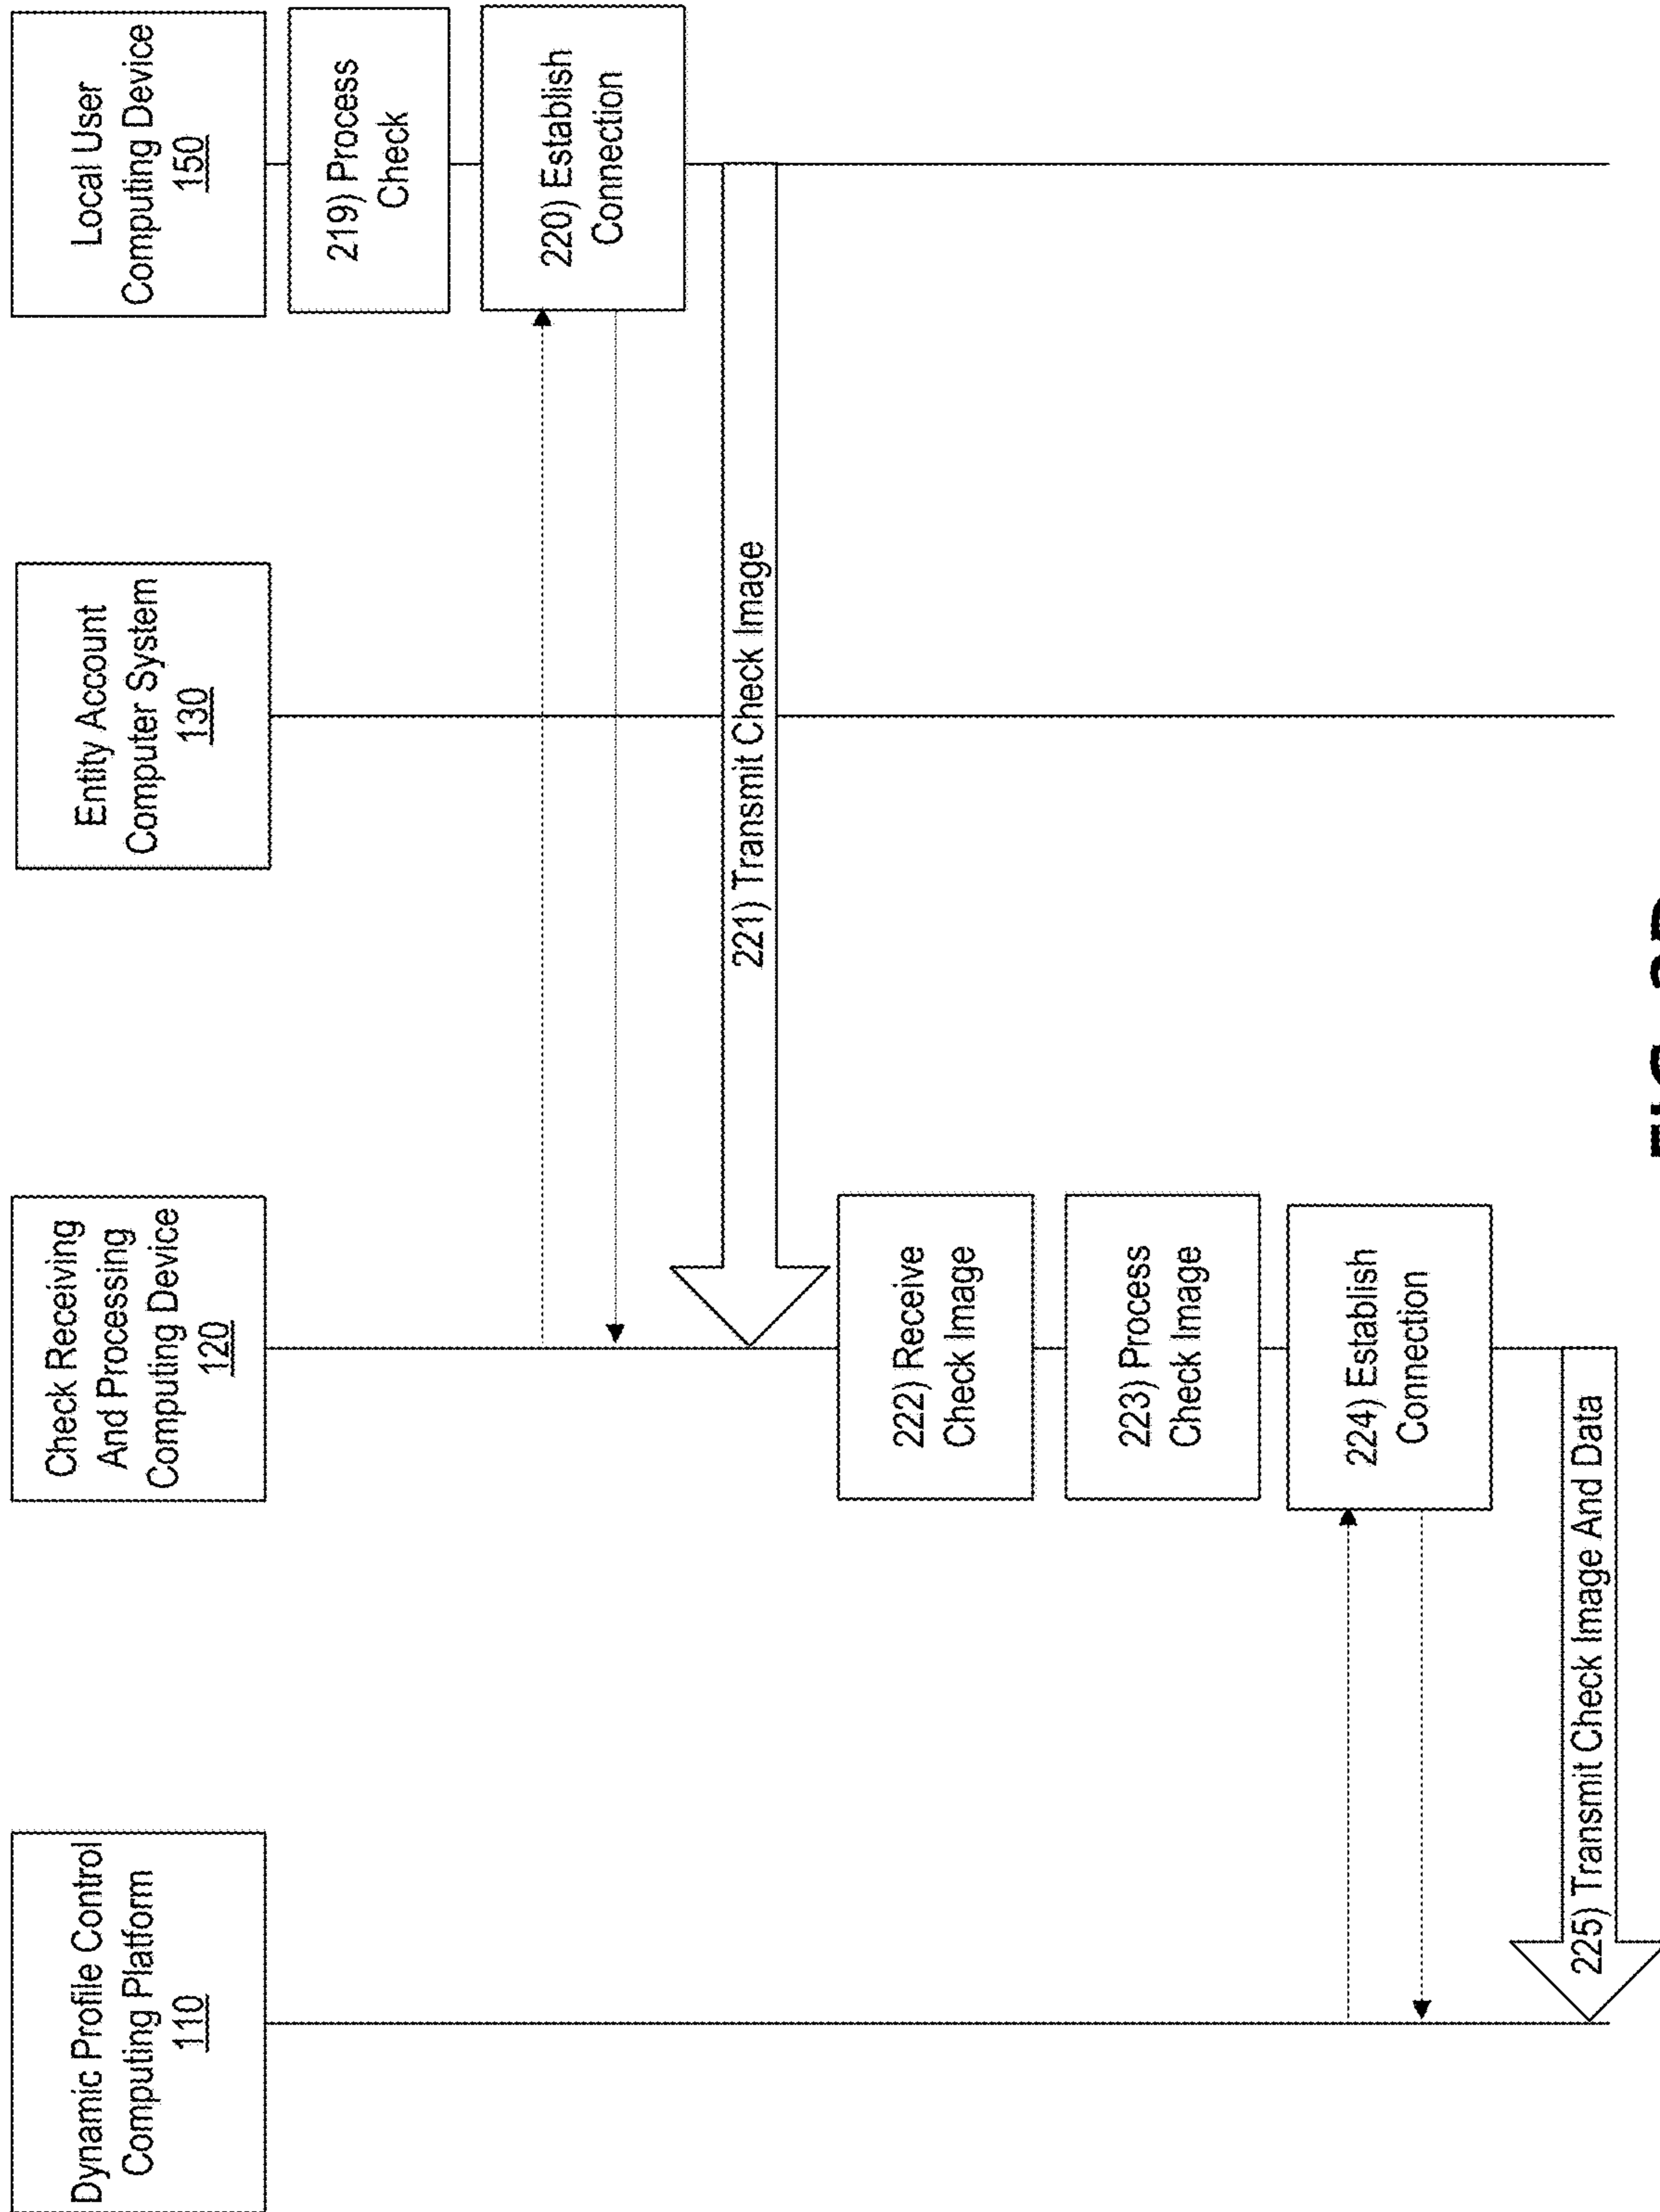 Dynamic Profile Control
Computing Platform
110
Check Receiving
And Processing
Computing Device
120
Entity Account
Computer System
130
Local User
Computing Device
150
219) Process
Check
220) Establish
Connection
221) Transmit Check Image
222) Receive
Check Image
223) Process
Check Image
224) Establish
Connection
225) Transmit Check Image And Data